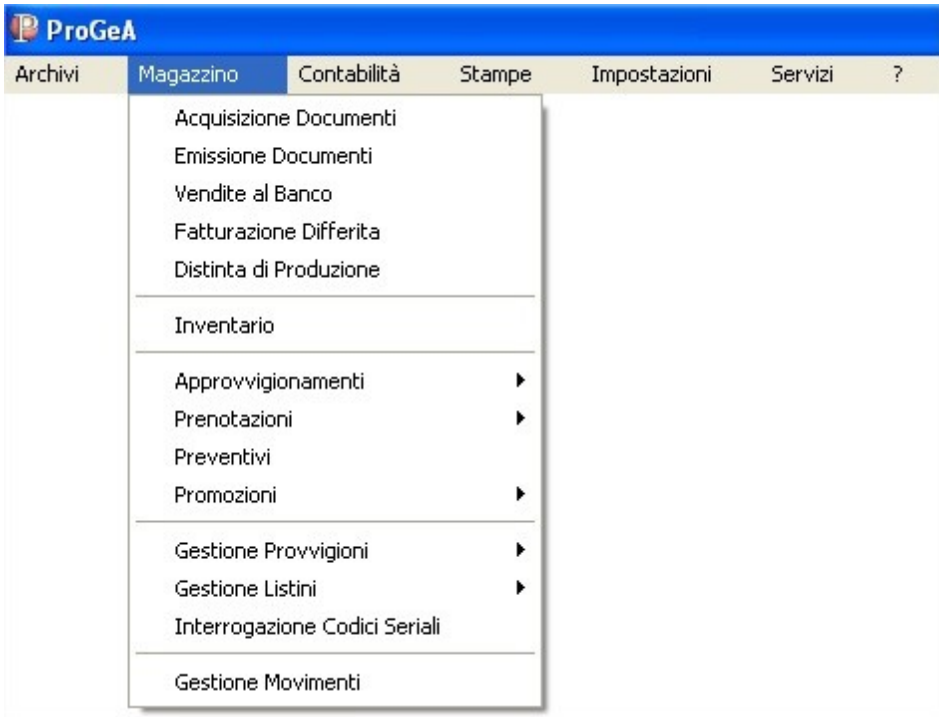 ProGeA
Archivi Magazzino Contabilità Stampe Impostazioni Servizi ?
Acquisizione Documenti
Emissione Documenti
Vendite al Banco
Fatturazione Differita
Distinta di Produzione
Inventario
Approvvigionamenti
Prenotazioni
Preventivi
Promozioni
Gestione Provvigioni
Gestione Listini
Interrogazione Codici Seriali
Gestione Movimenti